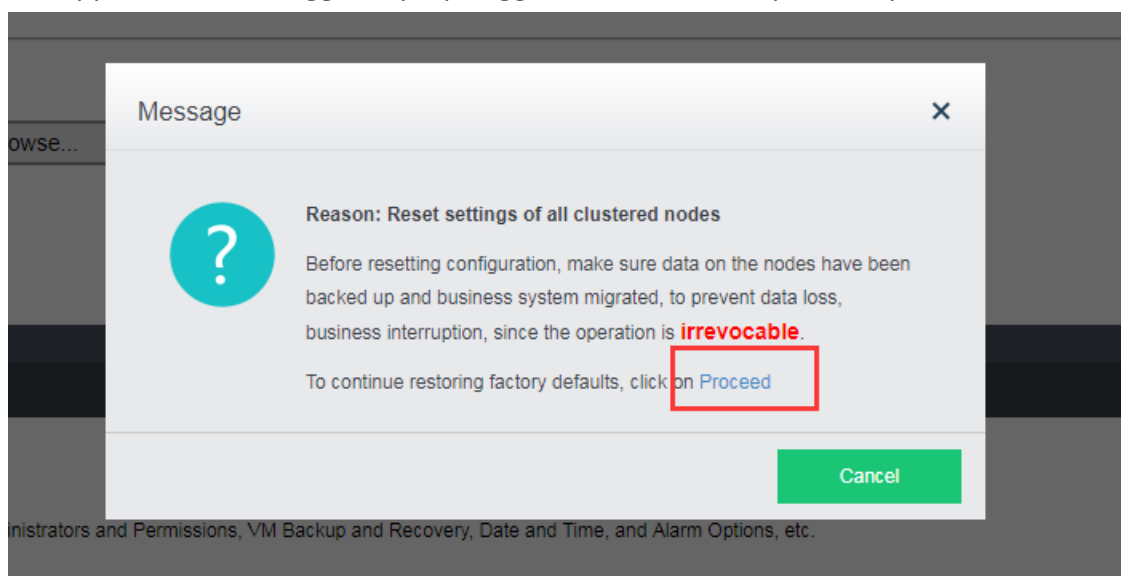 Message
owse...
Reason: Reset settings of all clustered nodes
Before resetting configuration, make sure data on the nodes have been
backed up and business system migrated, to prevent data loss,
business interruption, since the operation is irrevocable.
To continue restoring factory defaults, click on Proceed
Cancel
inistrators and Permissions, VM Backup and Recovery, Date and Time, and Alarm Options, etc.